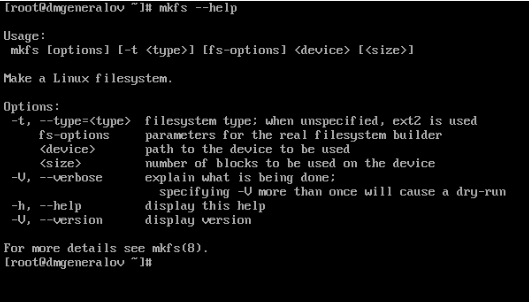 [root@dmgeneralov ~]# mkfs --help

Usage:
 mkfs [options] [-t <type>] [fs-options] <device> [<size>]

Make a Linux filesystem.

Options:
 -t, --type=<type>  filesystem type; when unspecified, ext2 is used
     fs-options     parameters for the real filesystem builder
     <device>       path to the device to be used
     <size>         number of blocks to be used on the device
 -V, --verbose      explain what is being done;
                      specifying -V more than once will cause a dry-run
 -h, --help         display this help
 -V, --version      display version

For more details see mkfs(8).
[root@dmgeneralov ~]#